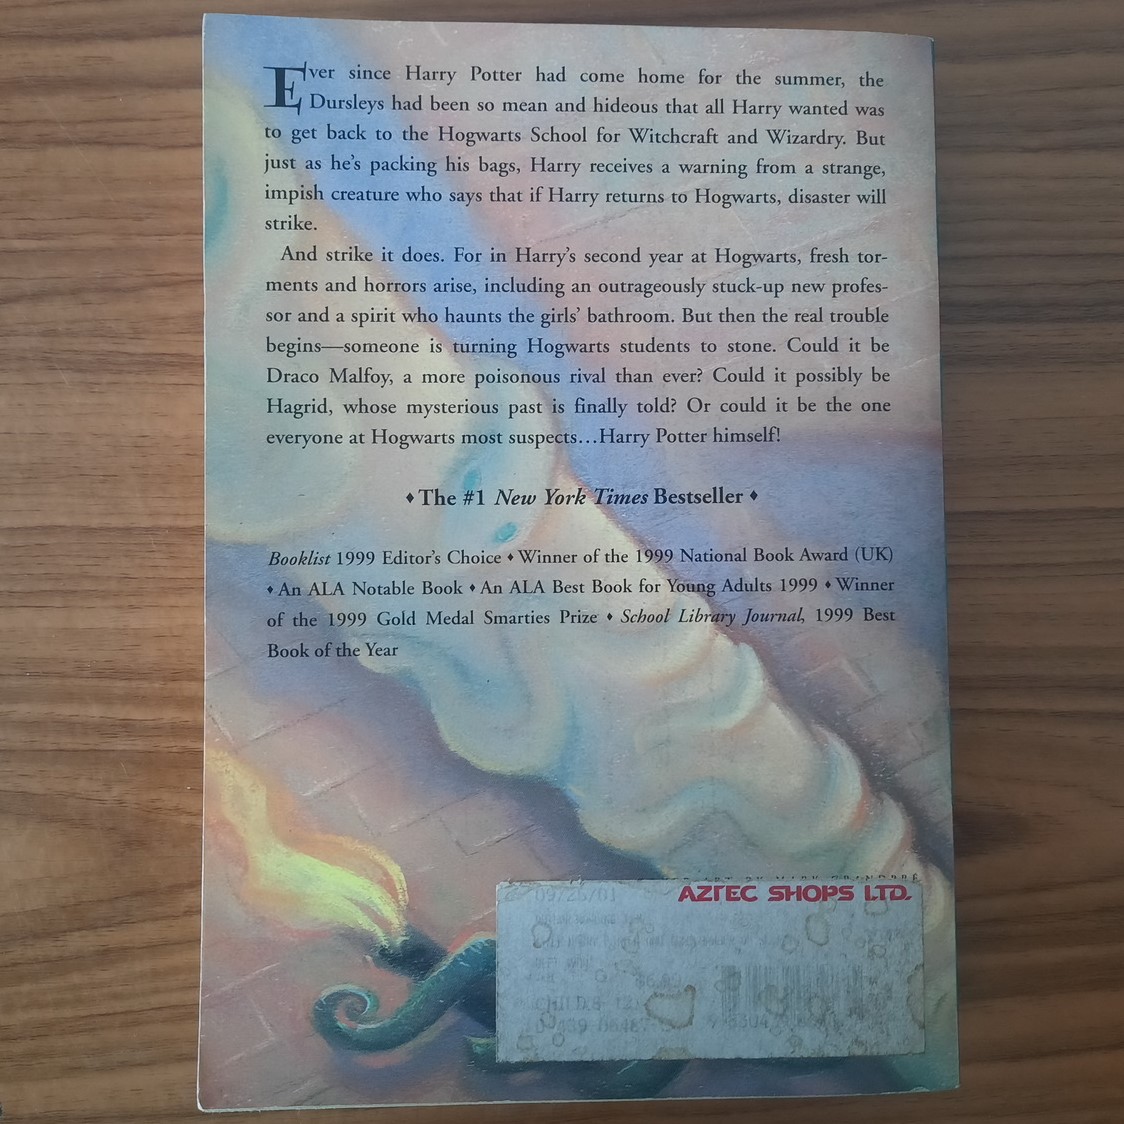 Ever since Harry Potter had come home for the summer, the
Dursleys had been so mean and hideous that all Harry wanted was
to get back to the Hogwarts School for Witchcraft and Wizardry. But
just as he's packing his bags, Harry receives a warning from a strange,
impish creature who says that if Harry returns to Hogwarts, disaster will
strike.
And strike it does. For in Harry's second year at Hogwarts, fresh tor-
ments and horrors arise, including an outrageously stuck-up new profes-
sor and a spirit who haunts the girls' bathroom. But then the real trouble
begins—someone is turning Hogwarts students to stone. Could it be
Draco Malfoy, a more poisonous rival than ever? Could it possibly be
Hagrid, whose mysterious past is finally told? Or could it be the one
everyone at Hogwarts most suspects…Harry Potter himself!
♦ The #1 New York Times Bestseller ♦
Booklist 1999 Editor's Choice ♦ Winner of the 1999 National Book Award (UK)
♦ An ALA Notable Book ♦ An ALA Best Book for Young Adults 1999 ♦ Winner
of the 1999 Gold Medal Smarties Prize ♦ School Library Journal, 1999 Best
Book of the Year
AZTEC SHOPS LTD.